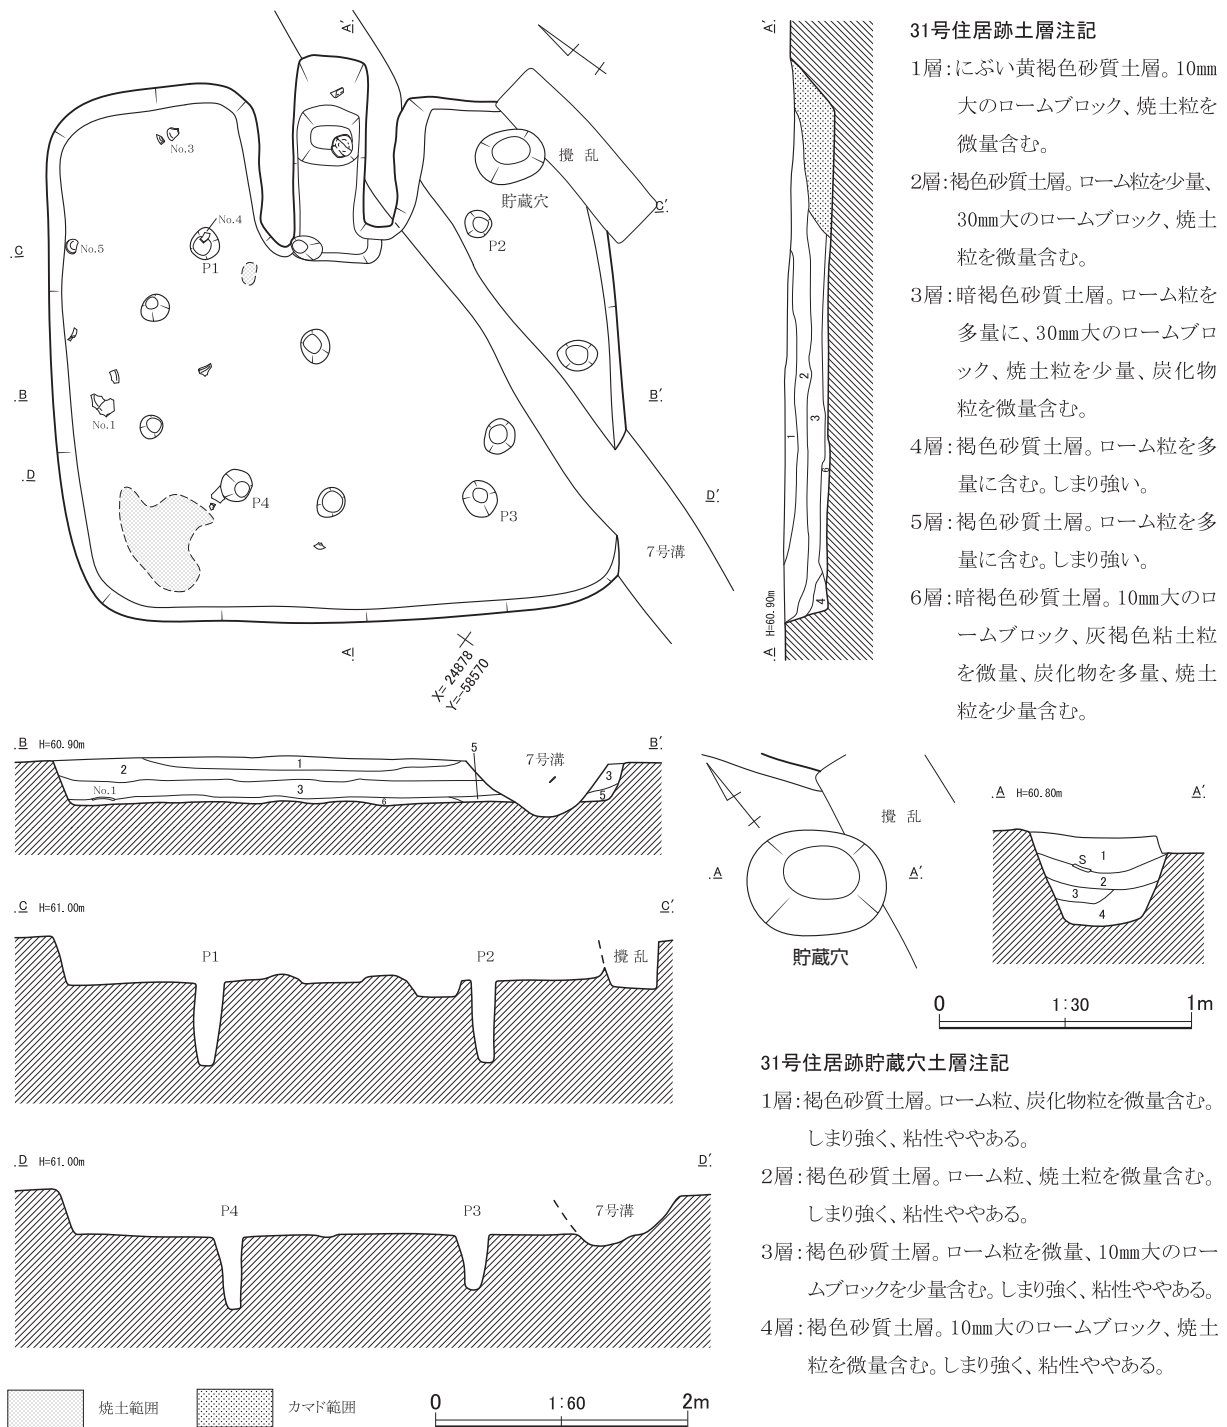 A′
No.3
No.4
No.5
P1
C
貯蔵穴
攪 乱
C′
P2
B
No.1
B′
D
P4
P3
D′
7号溝
A
X= 24878
Y=-58570
A′
1
2
3
6
4
A H=60.90m
31号住居跡土層注記
1層:にぶい黄褐色砂質土層。10mm
大のロームブロック、焼土粒を
微量含む。
2層:褐色砂質土層。ローム粒を少量、
30mm大のロームブロック、焼土
粒を微量含む。
3層:暗褐色砂質土層。ローム粒を
多量に、30mm大のロームブロ
ック、焼土粒を少量、炭化物
粒を微量含む。
4層:褐色砂質土層。ローム粒を多
量に含む。しまり強い。
5層:褐色砂質土層。ローム粒を多
量に含む。しまり強い。
6層:暗褐色砂質土層。10mm大のロ
ームブロック、灰褐色粘土粒
を微量、炭化物を多量、焼土
粒を少量含む。
B H=60.90m
B′
7号溝
1
2
3
5
No.1
6
3
5
C H=61.00m
C′
P1
P2
攪 乱
D H=61.00m
D′
P4
P3
7号溝
攪 乱
A
A′
貯蔵穴
A H=60.80m
A′
1
S
2
3
4
0 1:30 1m
31号住居跡貯蔵穴土層注記
1層:褐色砂質土層。ローム粒、炭化物粒を微量含む。
しまり強く、粘性ややある。
2層:褐色砂質土層。ローム粒、焼土粒を微量含む。
しまり強く、粘性ややある。
3層:褐色砂質土層。ローム粒を微量、10mm大のロー
ムブロックを少量含む。しまり強く、粘性ややある。
4層:褐色砂質土層。10mm大のロームブロック、焼土
粒を微量含む。しまり強く、粘性ややある。
焼土範囲
カマド範囲
0 1:60 2m